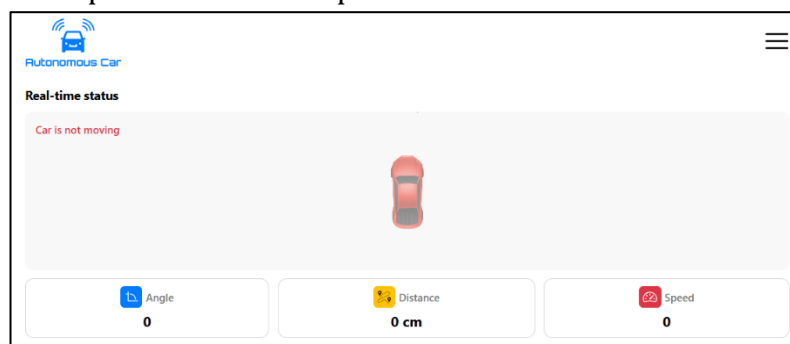 Autonomous Car
Real-time status
Car is not moving
Angle
0
Distance
0 cm
Speed
0